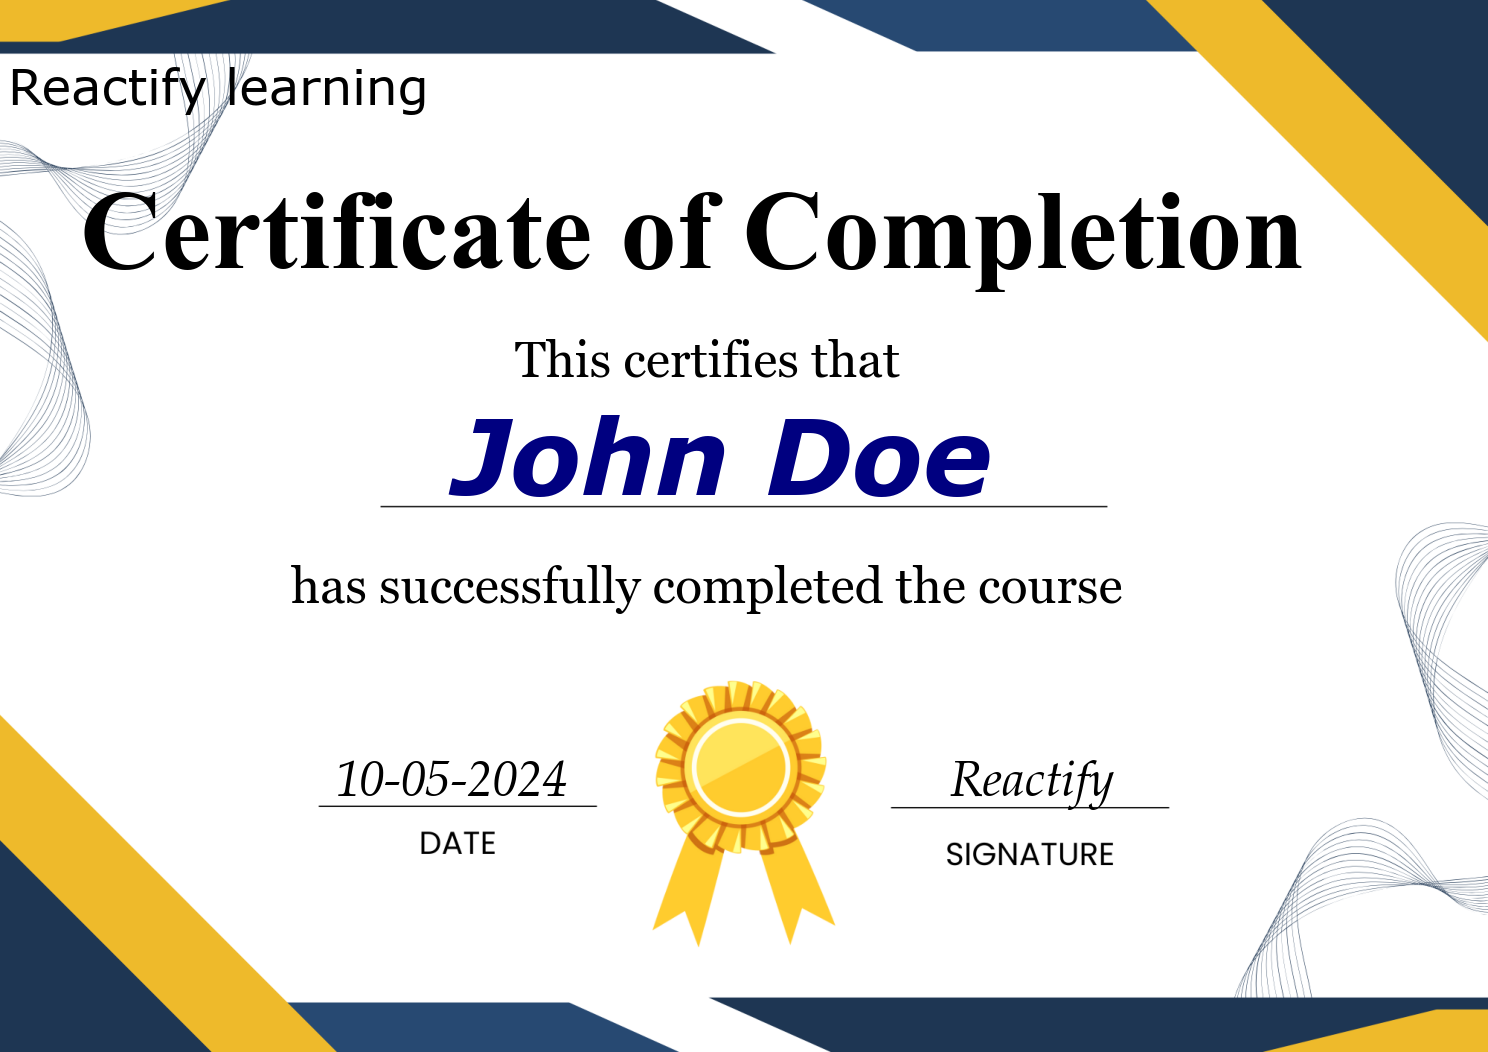 Reactify learning
Certificate of Completion
This certifies that
John Doe
has successfully completed the course
10-05-2024
Reactify
DATE
SIGNATURE